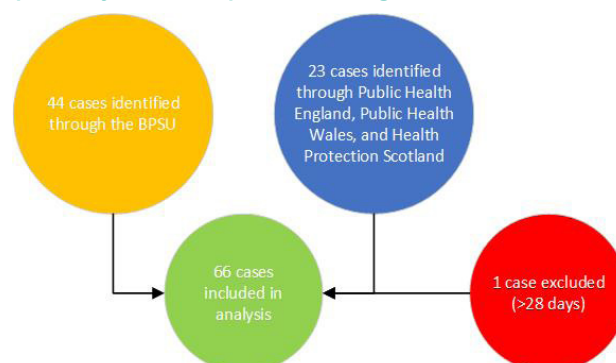 44 cases identified
through the BPSU
23 cases identified
through Public Health
England, Public Health
Wales, and Health
Protection Scotland
66 cases
included in
analysis
1 case excluded
(>28 days)